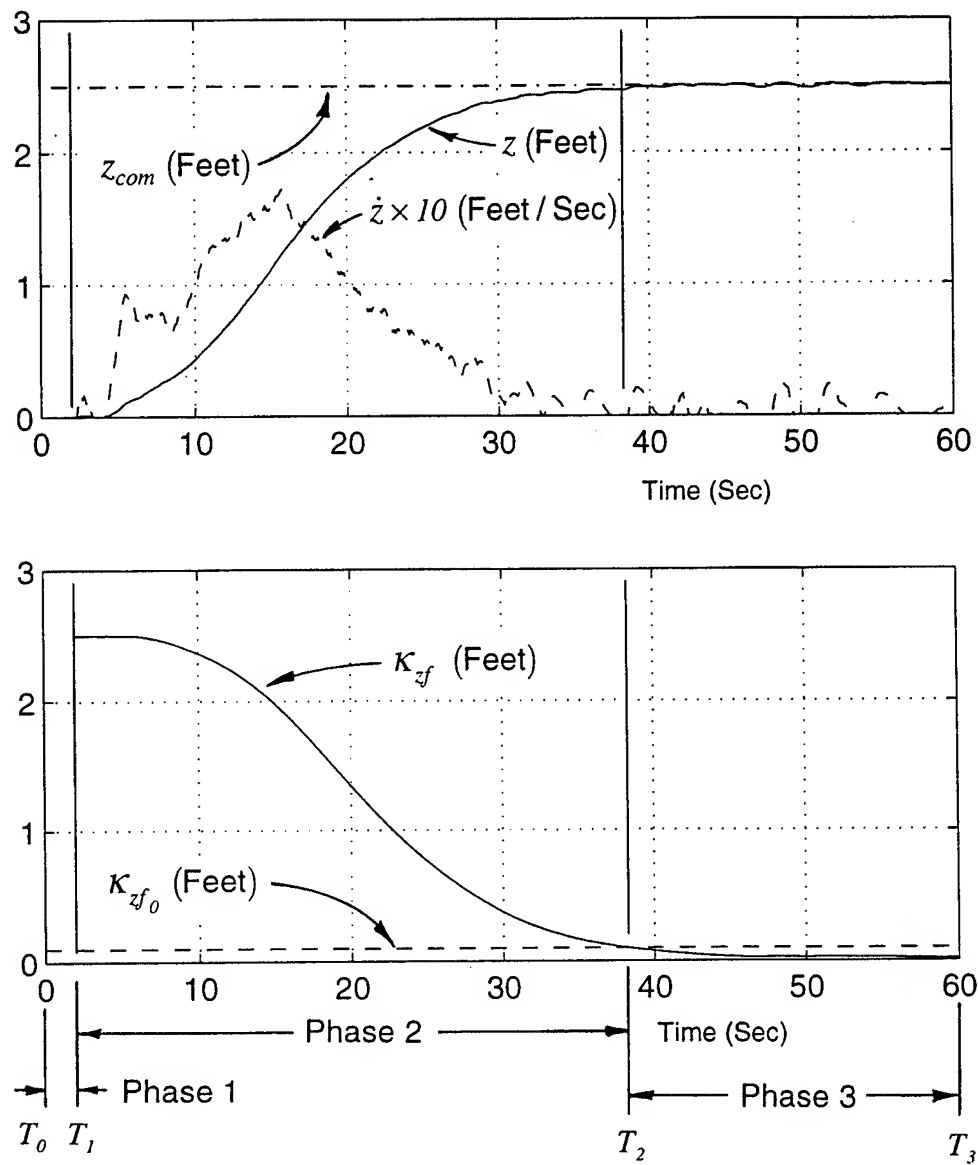 3
2
1
0
z_com (Feet)
z (Feet)
ż × 10 (Feet / Sec)
0 10 20 30 40 50 60
Time (Sec)
3
2
1
0
κ_zf (Feet)
κ_zf_0 (Feet)
0 10 20 30 40 50 60
Phase 2
Time (Sec)
Phase 1
Phase 3
T_0 T_1 T_2 T_3